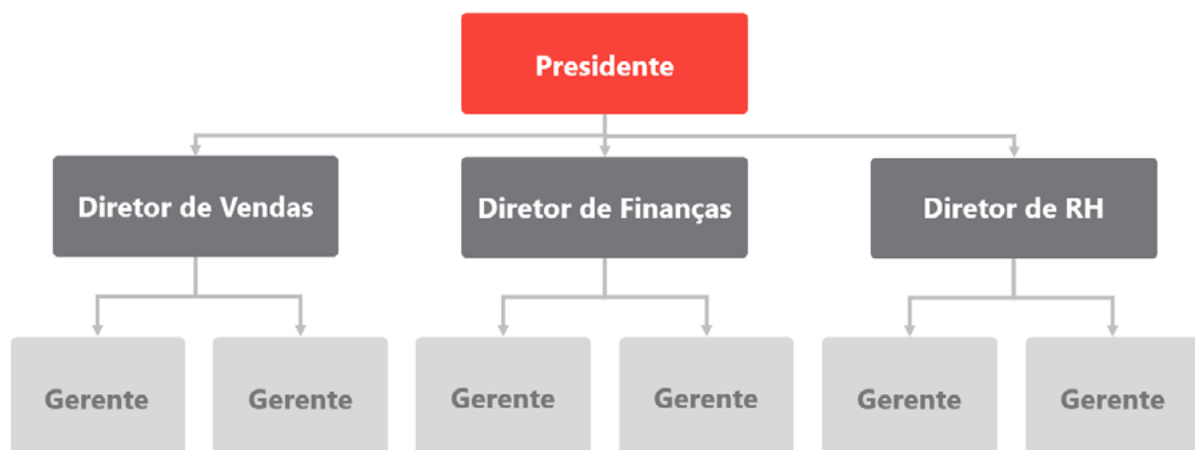 Presidente
Diretor de Vendas
Diretor de Finanças
Diretor de RH
Gerente
Gerente
Gerente
Gerente
Gerente
Gerente